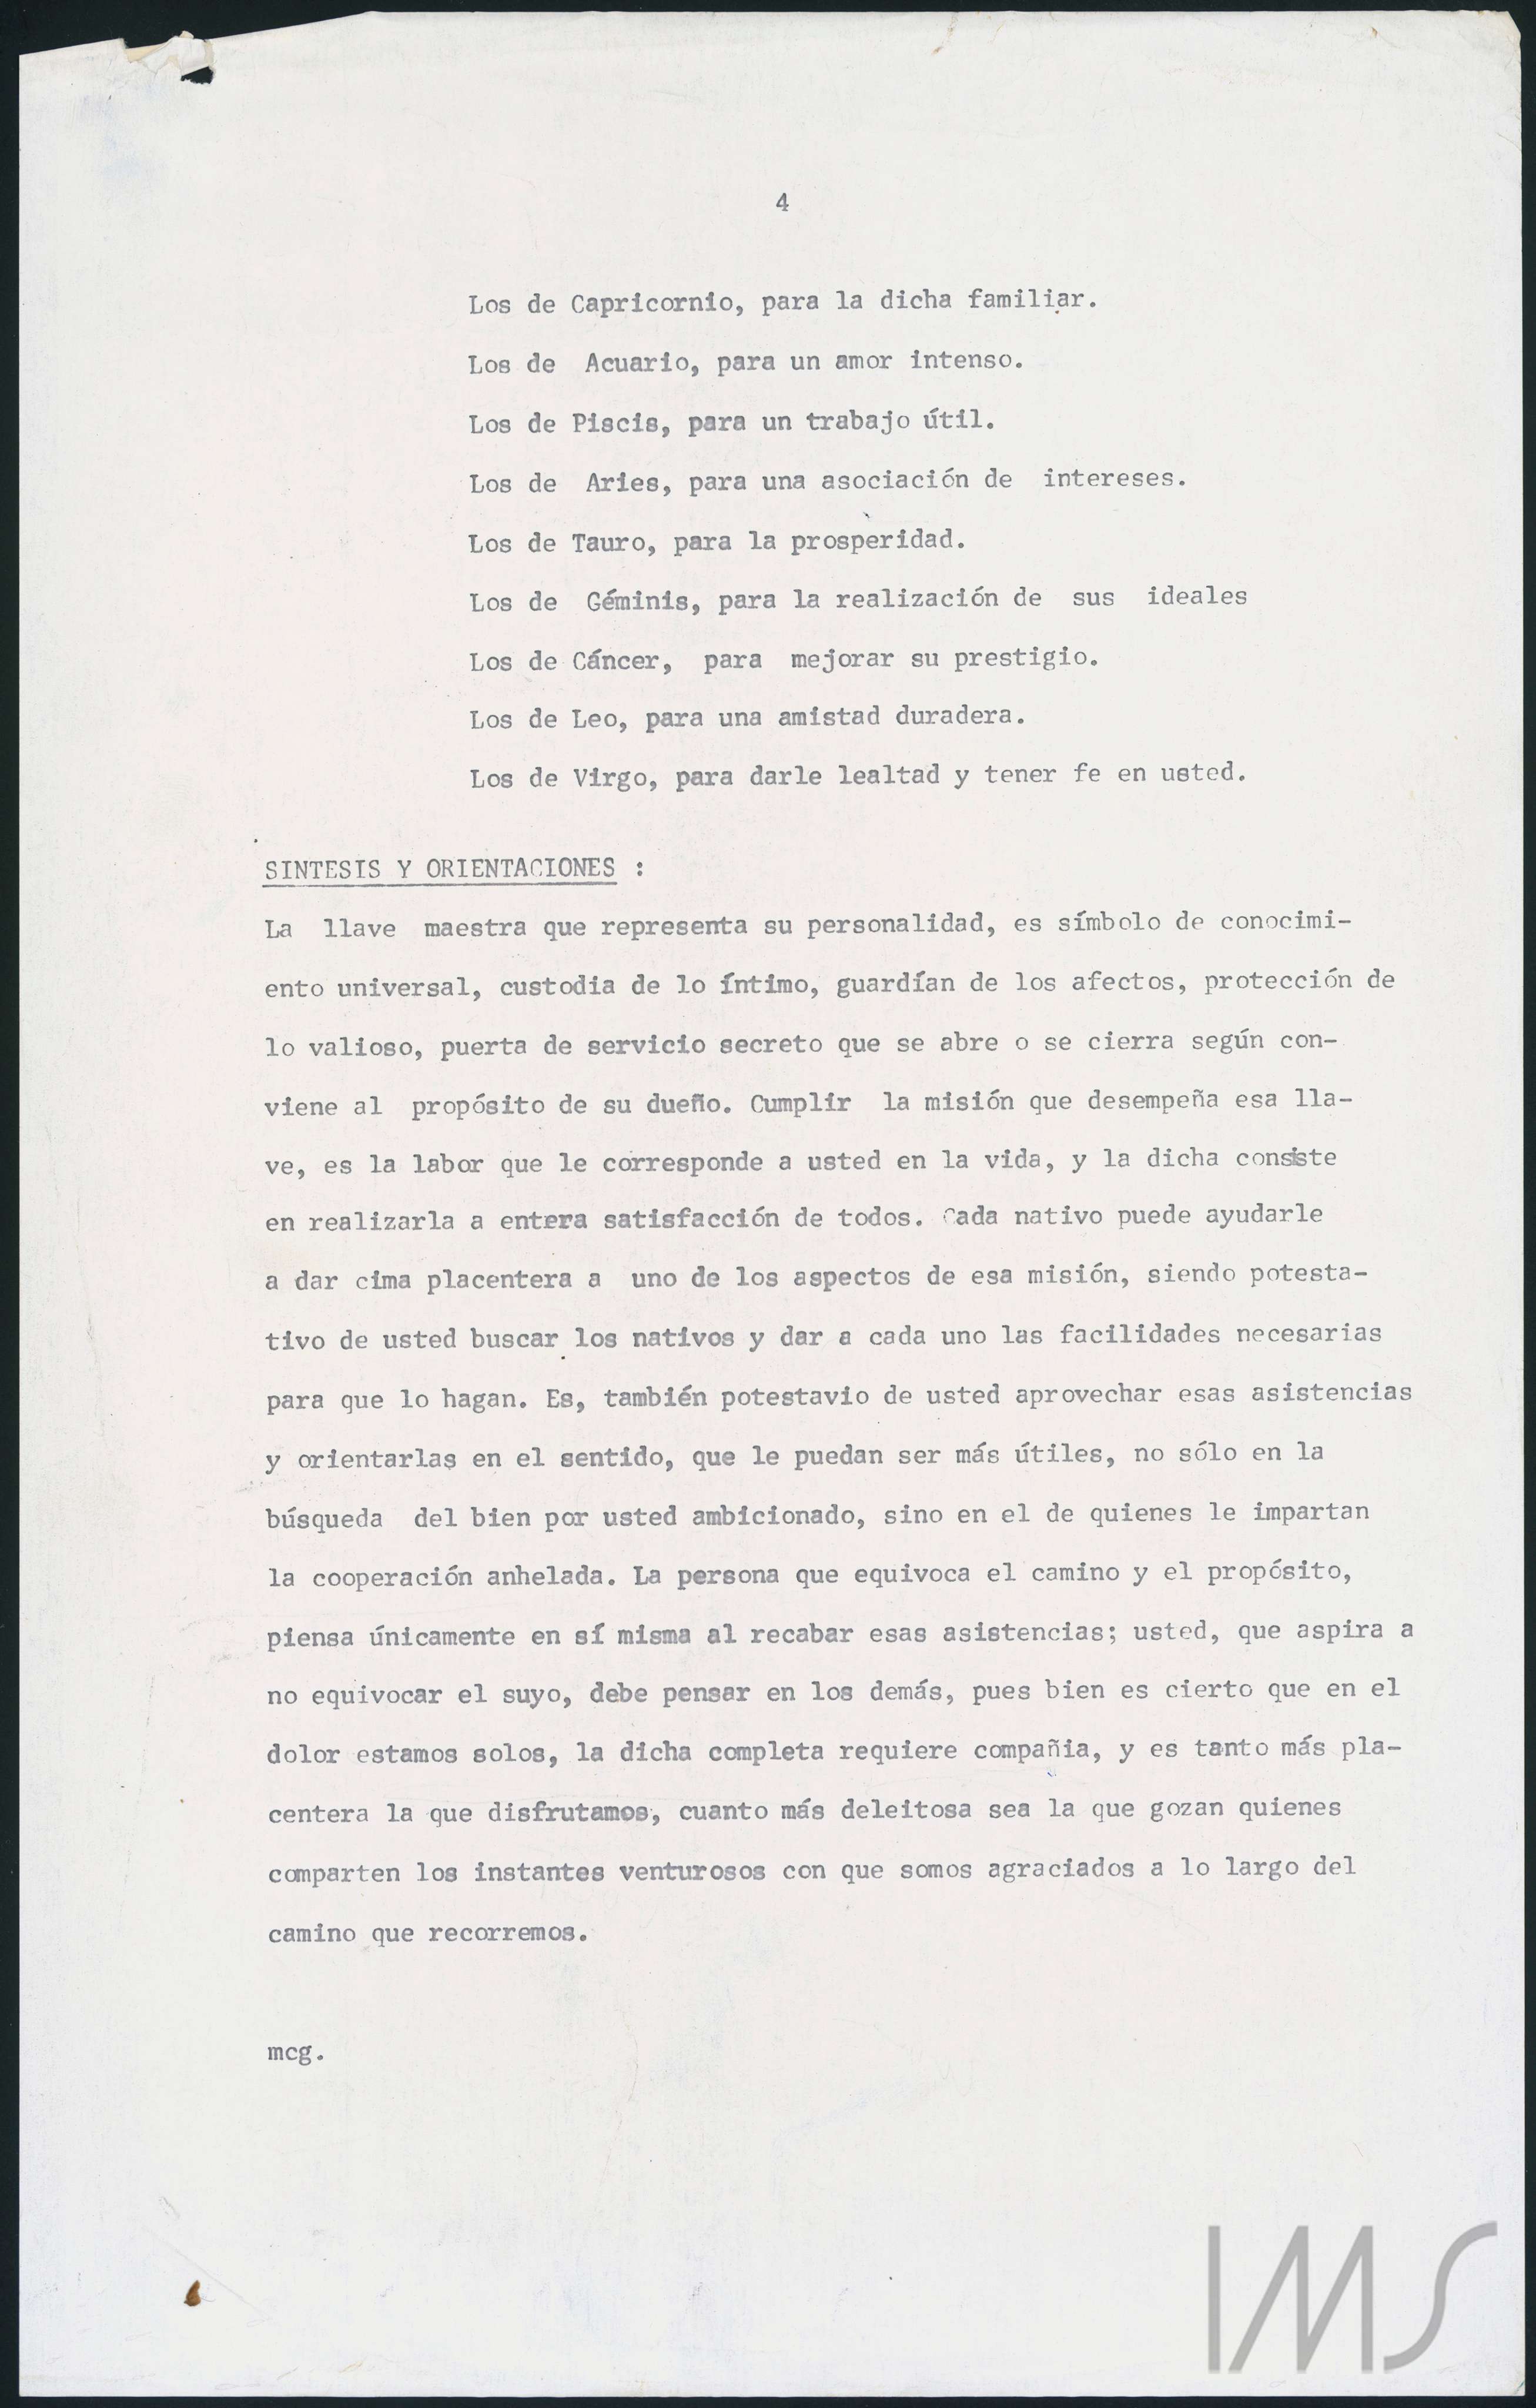 4
Los de Capricornio, para la dicha familiar.
Los de Acuario, para un amor intenso.
Los de Piscis, para un trabajo útil.
Los de Aries, para una asociación de intereses.
Los de Tauro, para la prosperidad.
Los de Géminis, para la realización de sus ideales
Los de Cáncer, para mejorar su prestigio.
Los de Leo, para una amistad duradera.
Los de Virgo, para darle lealtad y tener fe en usted.
SINTESIS Y ORIENTACIONES :
La llave maestra que representa su personalidad, es símbolo de conocimi-
ento universal, custodia de lo íntimo, guardían de los afectos, protección de
lo valioso, puerta de servicio secreto que se abre o se cierra según con-
viene al propósito de su dueño. Cumplir la misión que desempeña esa lla-
ve, es la labor que le corresponde a usted en la vida, y la dicha consiste
en realizarla a entera satisfacción de todos. Cada nativo puede ayudarle
a dar cima placentera a uno de los aspectos de esa misión, siendo potesta-
tivo de usted buscar los nativos y dar a cada uno las facilidades necesarias
para que lo hagan. Es, también potestavio de usted aprovechar esas asistencias
y orientarlas en el sentido, que le puedan ser más útiles, no sólo en la
búsqueda del bien por usted ambicionado, sino en el de quienes le impartan
la cooperación anhelada. La persona que equivoca el camino y el propósito,
piensa únicamente en sí misma al recabar esas asistencias; usted, que aspira a
no equivocar el suyo, debe pensar en los demás, pues bien es cierto que en el
dolor estamos solos, la dicha completa requiere compañia, y es tanto más pla-
centera la que disfrutamos, cuanto más deleitosa sea la que gozan quienes
comparten los instantes venturosos con que somos agraciados a lo largo del
camino que recorremos.
mcg.
IMS